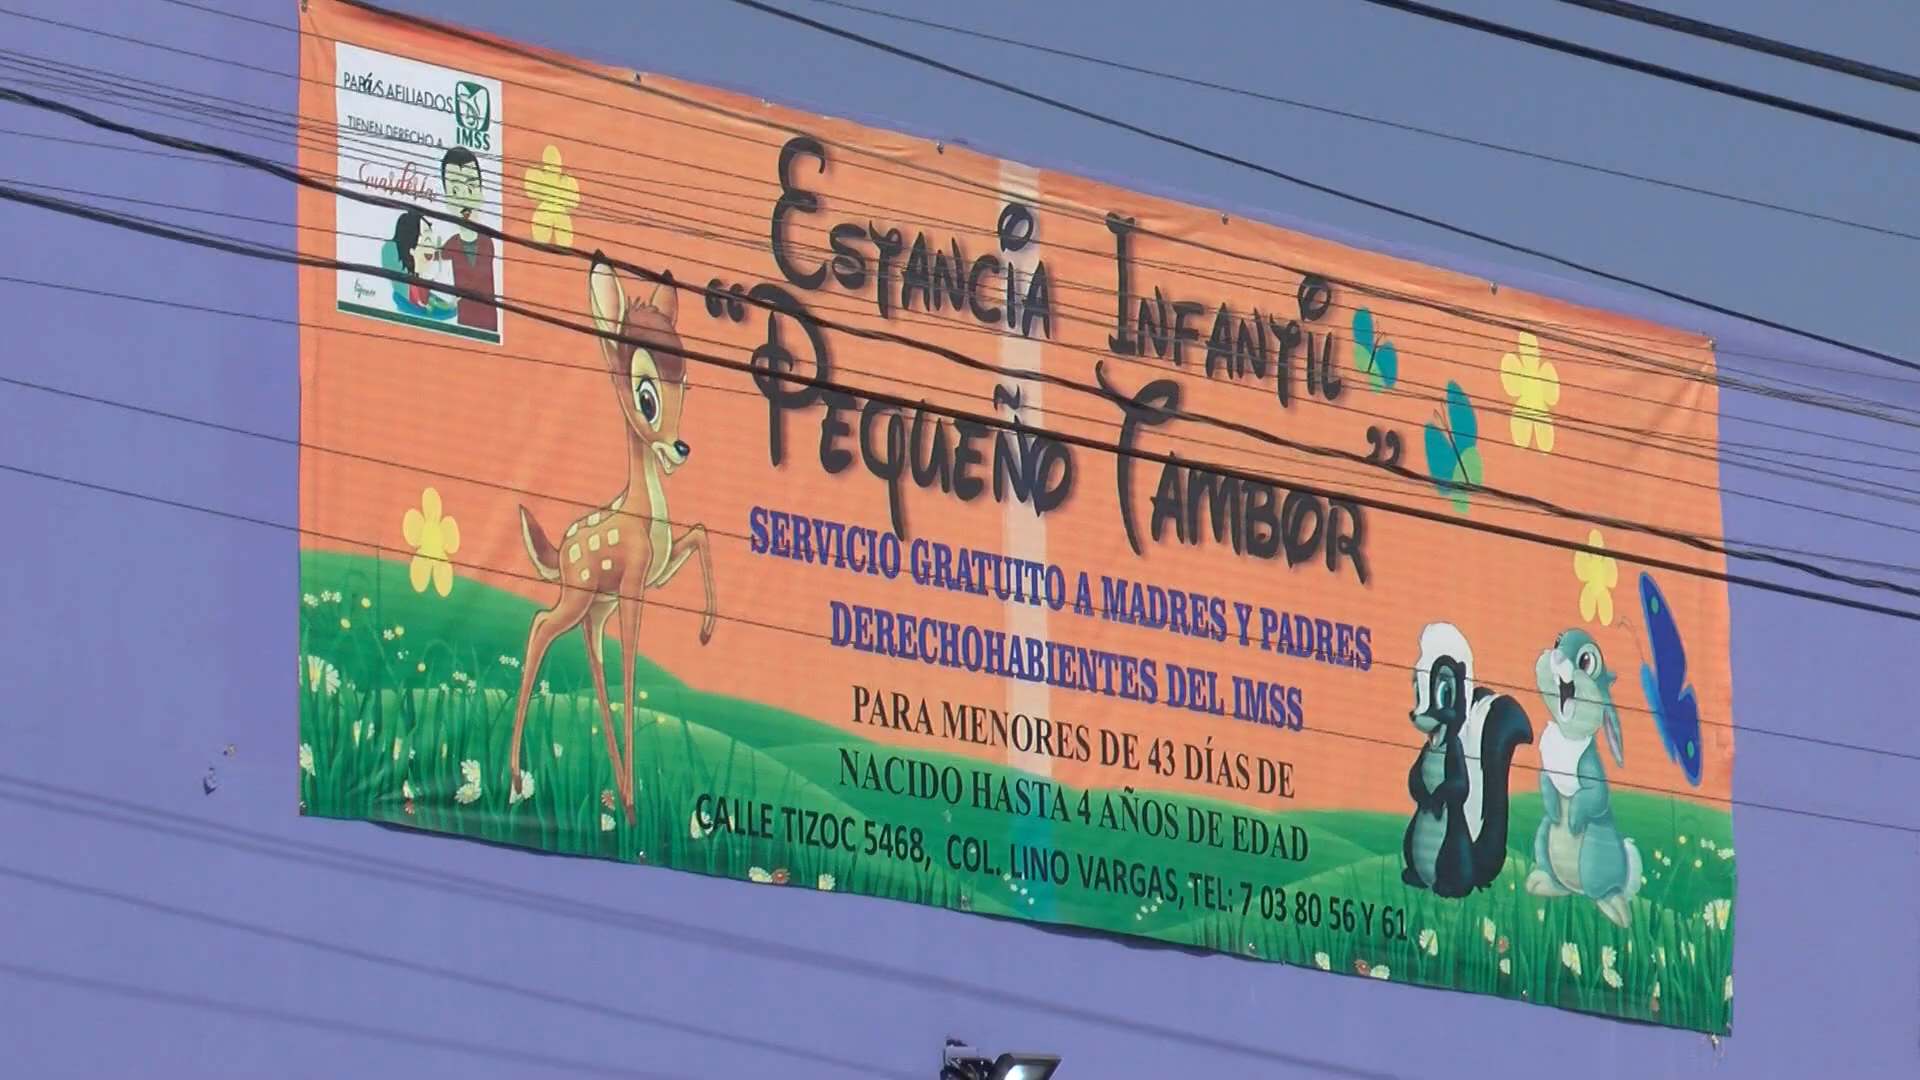 PAPÁS AFILIADOS
IMSS
TIENEN DERECHO A
Guardería
ESTANCIA INFANTIL
“PEQUEÑO TAMBOR”
SERVICIO GRATUITO A MADRES Y PADRES
DERECHOHABIENTES DEL IMSS
PARA MENORES DE 43 DÍAS DE
NACIDO HASTA 4 AÑOS DE EDAD
CALLE TIZOC 5468, COL. LINO VARGAS, TEL: 7 03 80 56 Y 61